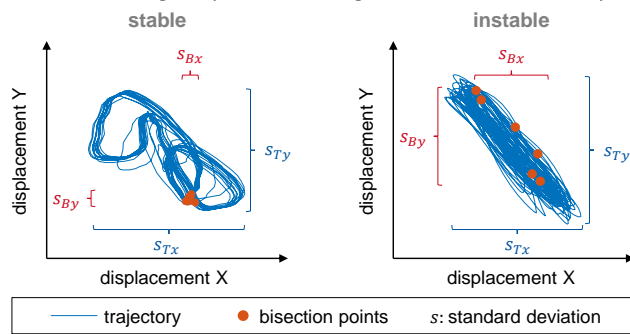 stable
instable
s_Bx
s_Bx
displacement Y
s_Ty
s_By
s_Tx
displacement X
displacement Y
s_By
s_Ty
s_Tx
displacement X
trajectory
bisection points
s: standard deviation